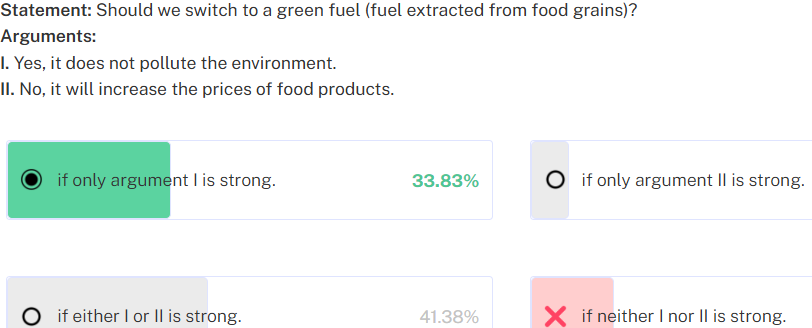 Statement: Should we switch to a green fuel (fuel extracted from food grains)?
Arguments:
I. Yes, it does not pollute the environment.
II. No, it will increase the prices of food products.
if only argument I is strong. 33.83% if only argument II is strong.
if either I or II is strong. 41.38% if neither I nor II is strong.